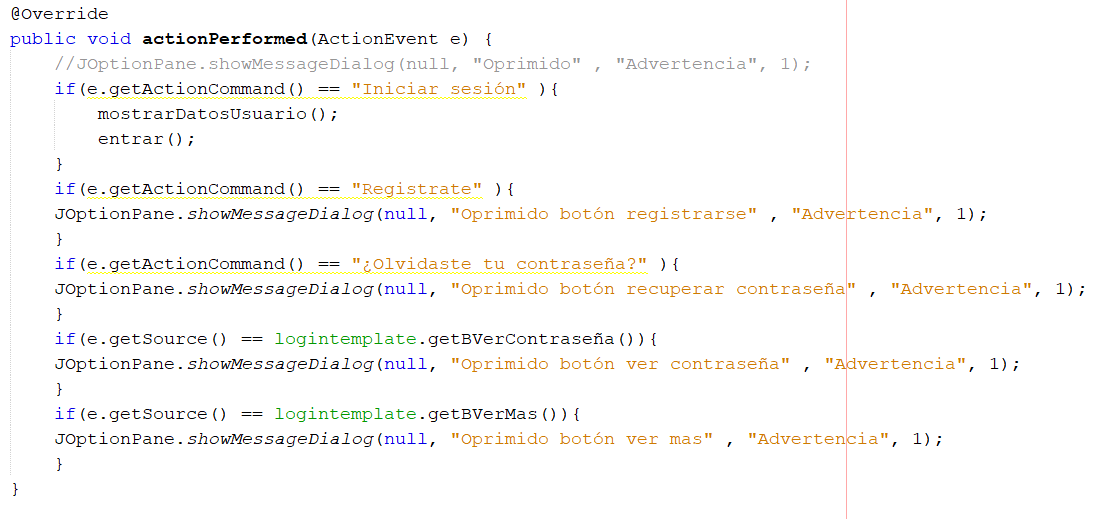 @Override
public void actionPerformed(ActionEvent e) {
    //JOptionPane.showMessageDialog(null, "Oprimido" , "Advertencia", 1);
    if(e.getActionCommand() == "Iniciar sesión" ){
        mostrarDatosUsuario();
        entrar();
    }
    if(e.getActionCommand() == "Registrate" ){
    JOptionPane.showMessageDialog(null, "Oprimido botón registrarse" , "Advertencia", 1);
    }
    if(e.getActionCommand() == "¿Olvidaste tu contraseña?" ){
    JOptionPane.showMessageDialog(null, "Oprimido botón recuperar contraseña" , "Advertencia", 1);
    }
    if(e.getSource() == logintemplate.getBVerContraseña()){
    JOptionPane.showMessageDialog(null, "Oprimido botón ver contraseña" , "Advertencia", 1);
    }
    if(e.getSource() == logintemplate.getBVerMas()){
    JOptionPane.showMessageDialog(null, "Oprimido botón ver mas" , "Advertencia", 1);
    }
}